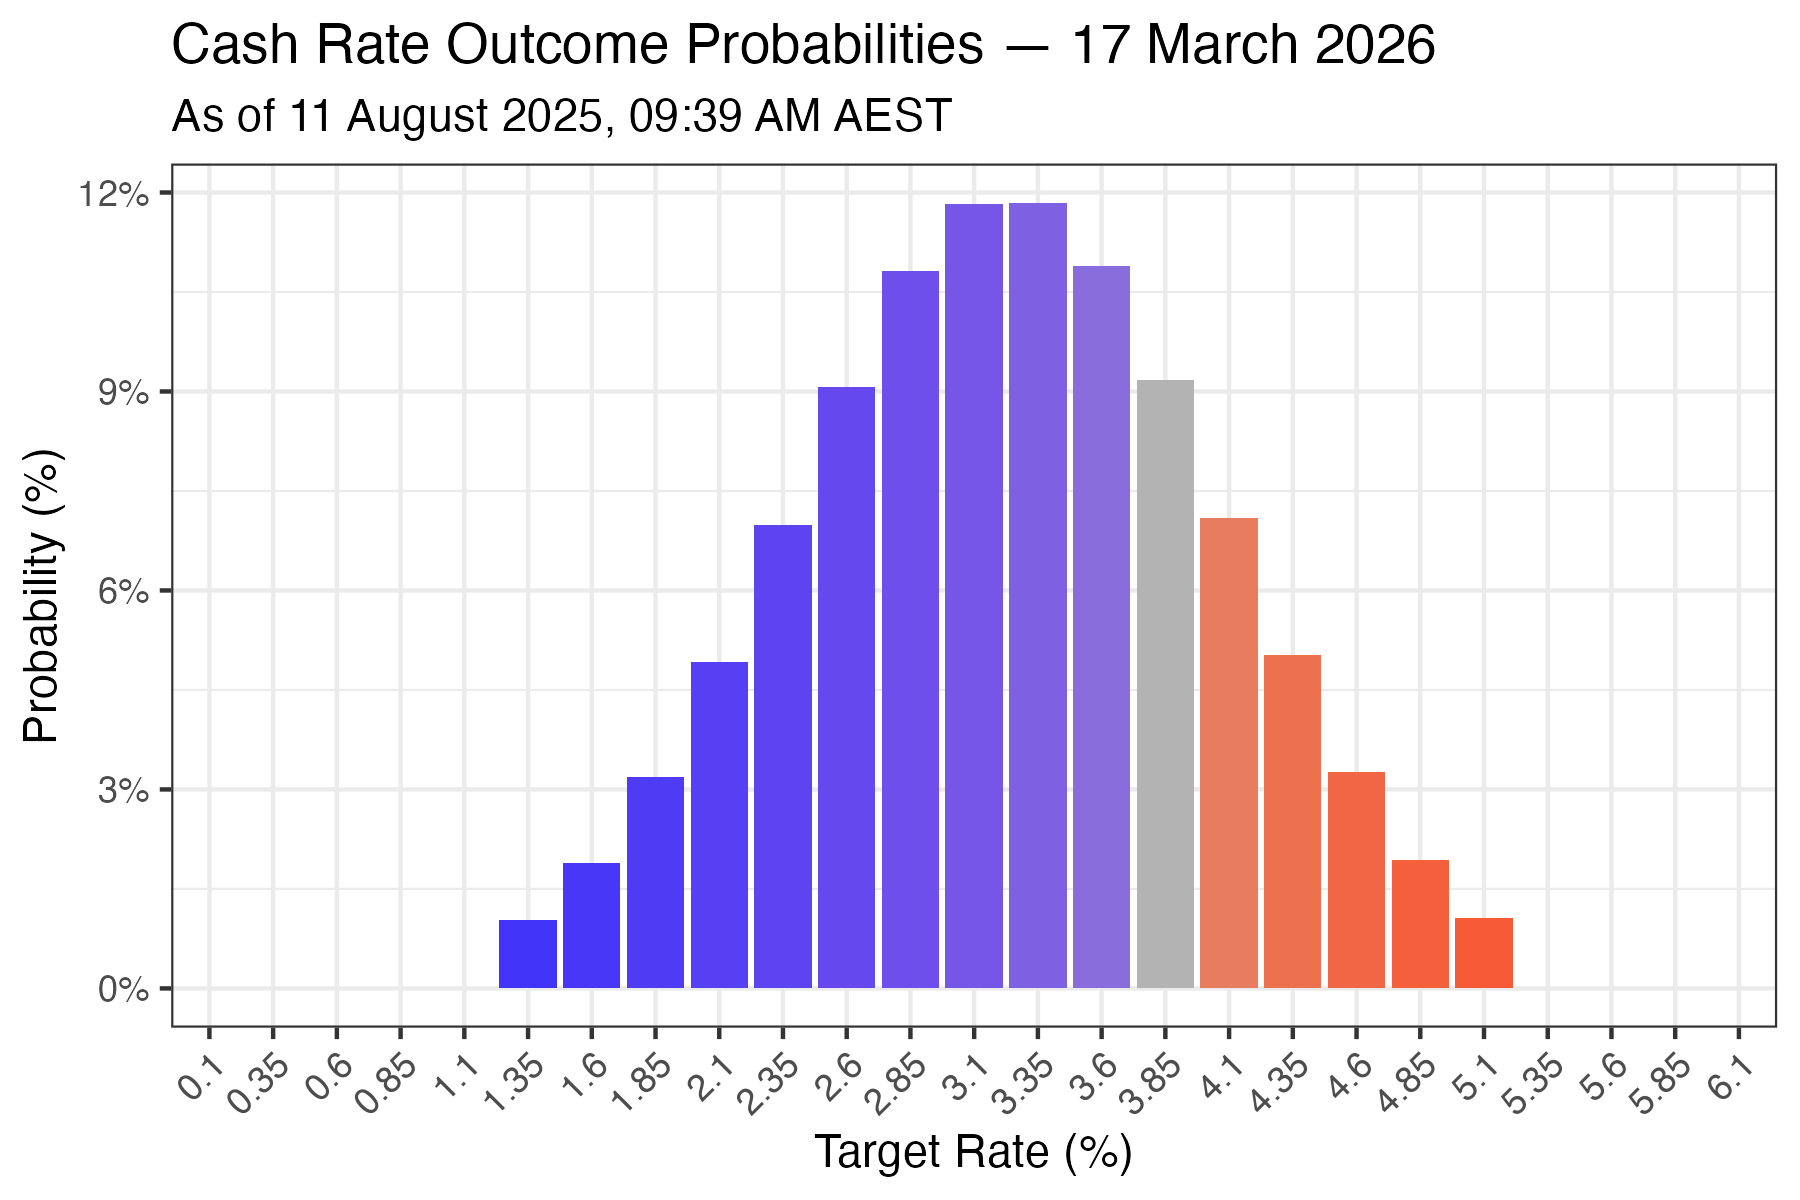 Cash Rate Outcome Probabilities — 17 March 2026
As of 11 August 2025, 09:39 AM AEST
12%
9%
6%
3%
0%
Probability (%)
0.1 0.35 0.6 0.85 1.1 1.35 1.6 1.85 2.1 2.35 2.6 2.85 3.1 3.35 3.6 3.85 4.1 4.35 4.6 4.85 5.1 5.35 5.6 5.85 6.1
Target Rate (%)